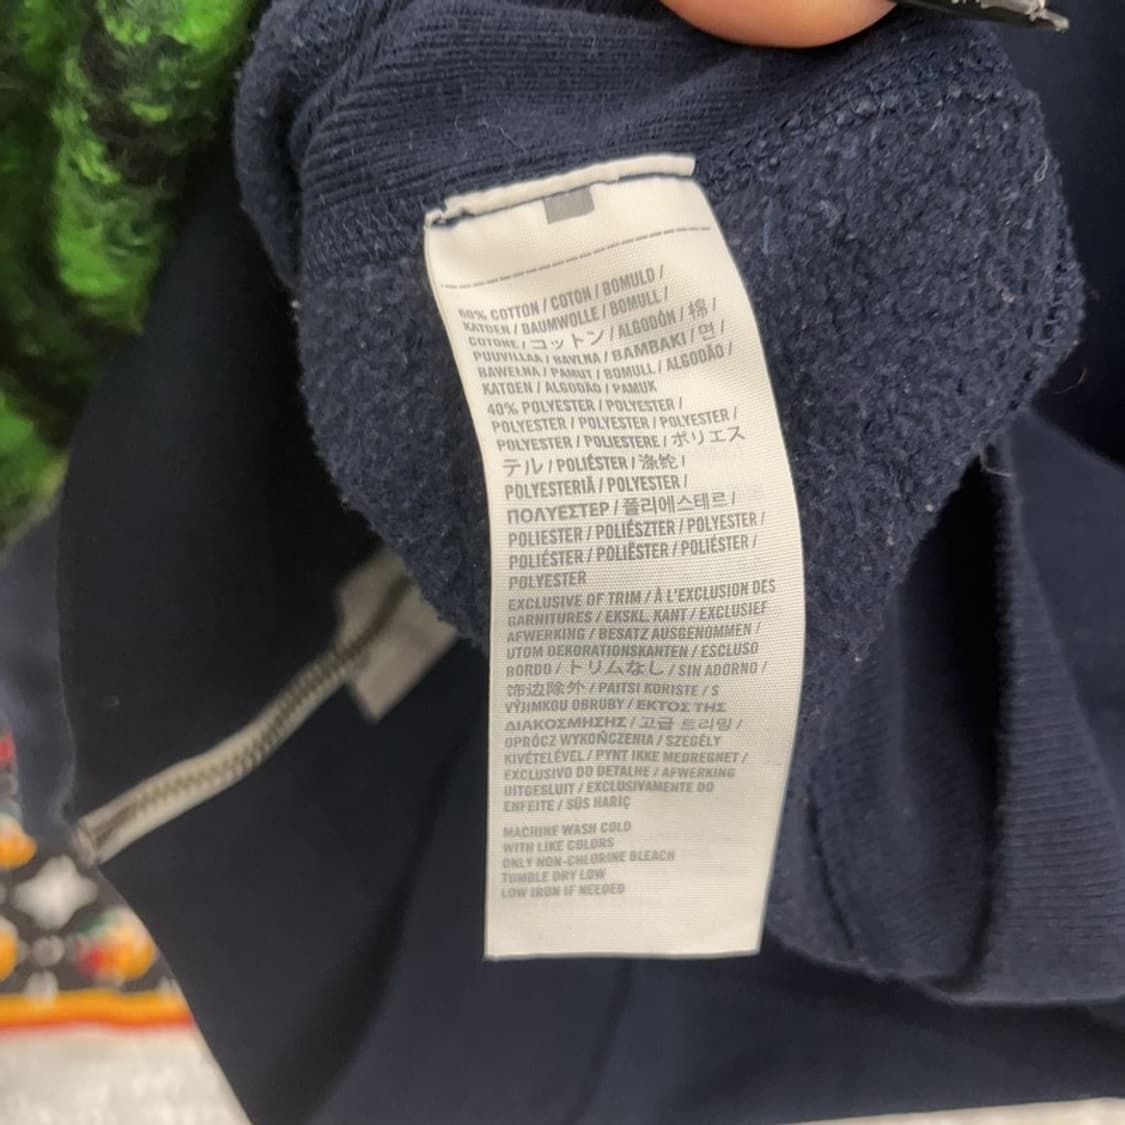 60% COTTON / COTON / BOMULD /
KATOEN / BAUMWOLLE / BOMULL /
COTONE / コットン / ALGODÓN / 棉 /
PUUVILLAA / BAVLNA / BAMBAKI / 면 /
BAWEŁNA / PAMUT / BOMULL / ALGODÃO /
KATOEN / ALGODÃO / PAMUK
40% POLYESTER / POLYESTER /
POLYESTER / POLYESTER / POLYESTER /
POLYESTER / POLIESTERE / ポリエス
テル / POLIÉSTER / 涤纶 /
POLYESTERIÄ / POLYESTER /
ΠΟΛΥΕΣΤΕΡ / 폴리에스테르 /
POLIESTER / POLIÉSZTER / POLYESTER /
POLIÉSTER / POLIËSTER / POLIÉSTER /
POLYESTER
EXCLUSIVE OF TRIM / À L'EXCLUSION DES
GARNITURES / EKSKL. KANT / EXCLUSIEF
AFWERKING / BESATZ AUSGENOMMEN /
UTOM DEKORATIONSKANTEN / ESCLUSO
BORDO / トリムなし / SIN ADORNO /
饰边除外 / PAITSI KORISTE / S
VÝJIMKOU OBRUBY / ΕΚΤΟΣ ΤΗΣ
ΔΙΑΚΟΣΜΗΣΗΣ / 고급 트리밍 /
OPRÓCZ WYKOŃCZENIA / SZEGÉLY
KIVÉTELÉVEL / PYNT IKKE MEDREGNET /
EXCLUSIVO DO DETALHE / AFWERKING
UITGESLUIT / EXCLUSIVAMENTE DO
ENFEITE / SÜS HARİÇ
MACHINE WASH COLD
WITH LIKE COLORS
ONLY NON-CHLORINE BLEACH
TUMBLE DRY LOW
LOW IRON IF NEEDED